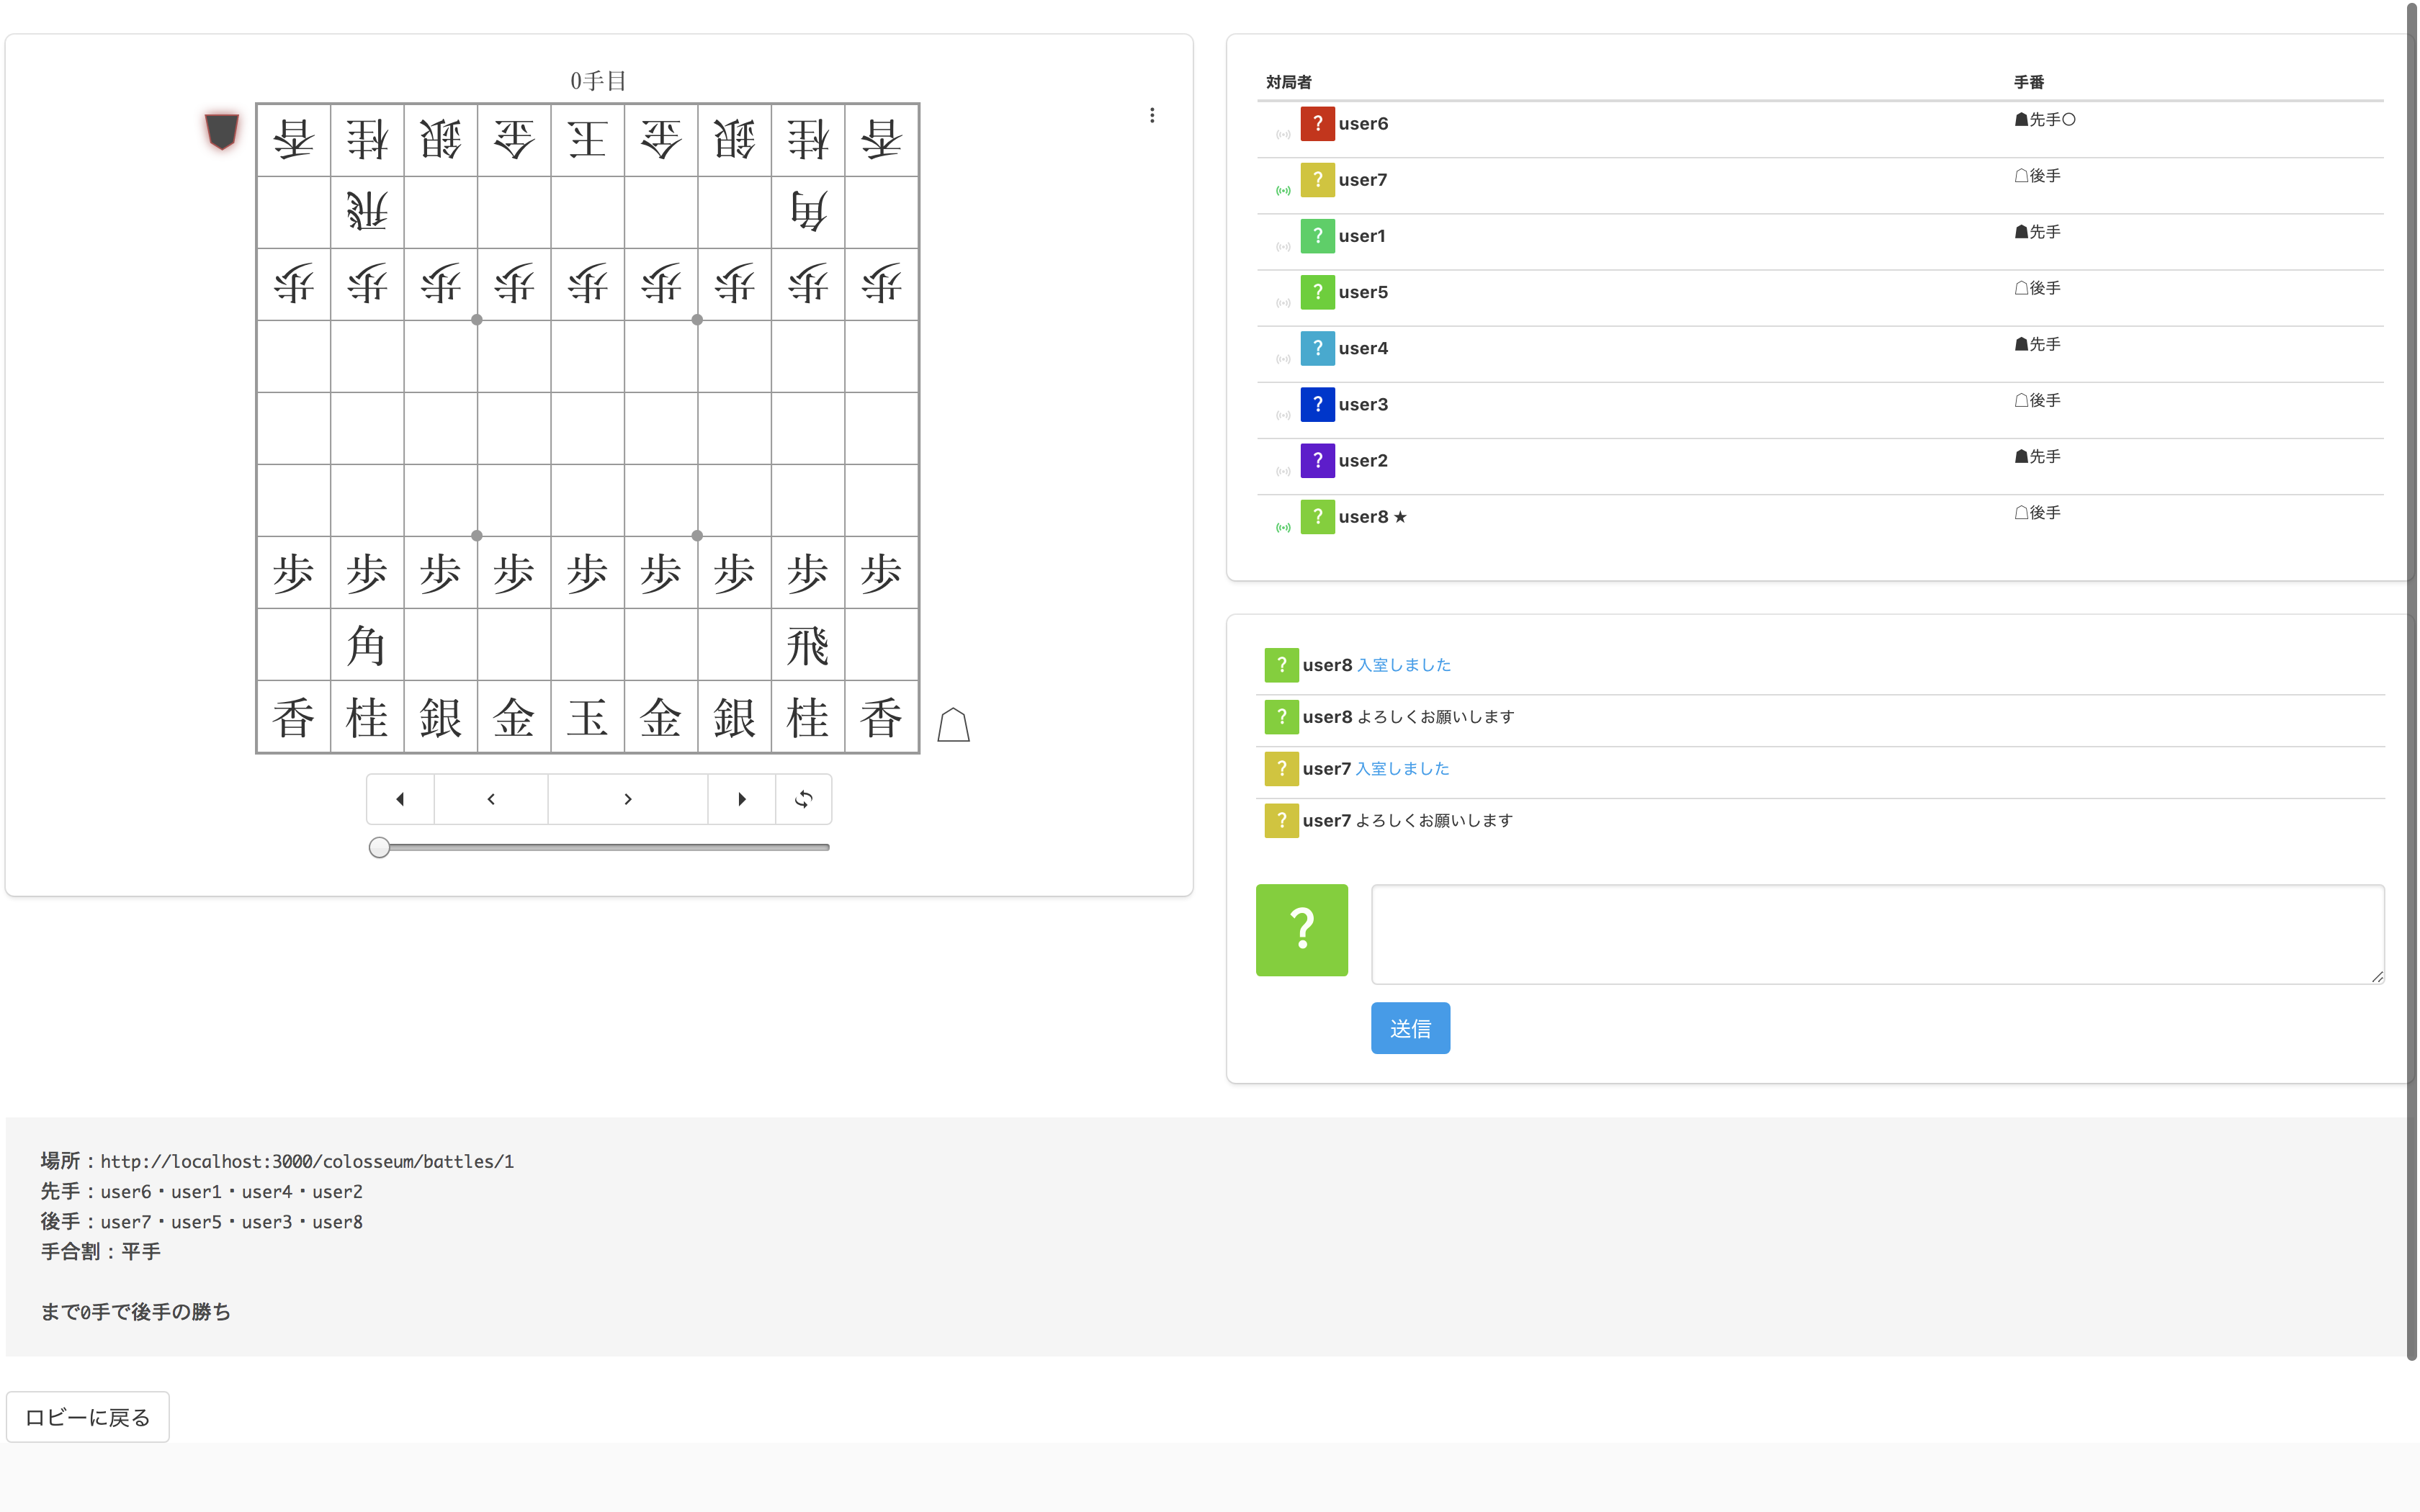 0手目
香桂銀金王金銀桂香
飛角
歩歩歩歩歩歩歩歩歩
歩歩歩歩歩歩歩歩歩
角飛
香桂銀金玉金銀桂香
対局者 手番
? user6 ☗先手○
? user7 ☖後手
? user1 ☗先手
? user5 ☖後手
? user4 ☗先手
? user3 ☖後手
? user2 ☗先手
? user8 ★ ☖後手
? user8 入室しました
? user8 よろしくお願いします
? user7 入室しました
? user7 よろしくお願いします
?
送信
場所：http://localhost:3000/colosseum/battles/1
先手：user6・user1・user4・user2
後手：user7・user5・user3・user8
手合割：平手
まで0手で後手の勝ち
ロビーに戻る